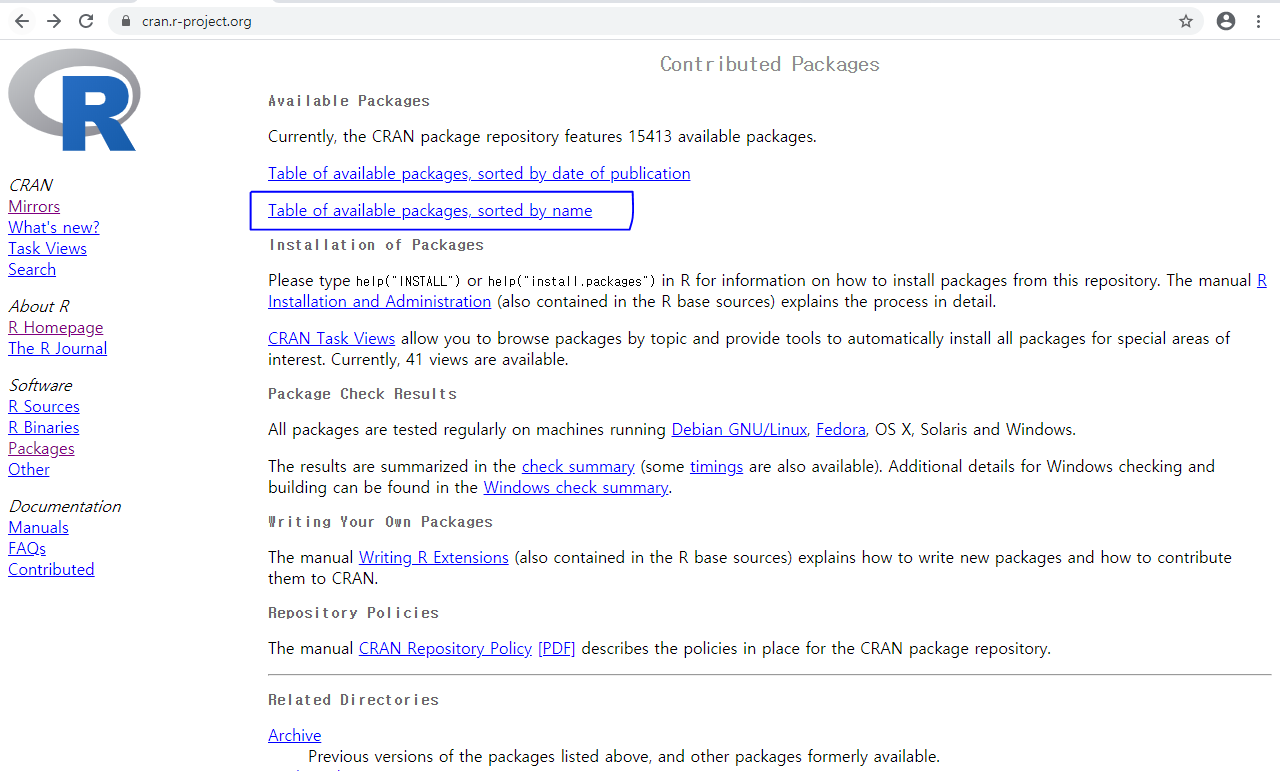 cran.r-project.org
R
CRAN
Mirrors
What's new?
Task Views
Search
About R
R Homepage
The R Journal
Software
R Sources
R Binaries
Packages
Other
Documentation
Manuals
FAQs
Contributed
Contributed Packages
Available Packages
Currently, the CRAN package repository features 15413 available packages.
Table of available packages, sorted by date of publication
Table of available packages, sorted by name
Installation of Packages
Please type help("INSTALL") or help("install.packages") in R for information on how to install packages from this repository. The manual R
Installation and Administration (also contained in the R base sources) explains the process in detail.
CRAN Task Views allow you to browse packages by topic and provide tools to automatically install all packages for special areas of
interest. Currently, 41 views are available.
Package Check Results
All packages are tested regularly on machines running Debian GNU/Linux, Fedora, OS X, Solaris and Windows.
The results are summarized in the check summary (some timings are also available). Additional details for Windows checking and
building can be found in the Windows check summary.
Writing Your Own Packages
The manual Writing R Extensions (also contained in the R base sources) explains how to write new packages and how to contribute
them to CRAN.
Repository Policies
The manual CRAN Repository Policy [PDF] describes the policies in place for the CRAN package repository.
Related Directories
Archive
Previous versions of the packages listed above, and other packages formerly available.